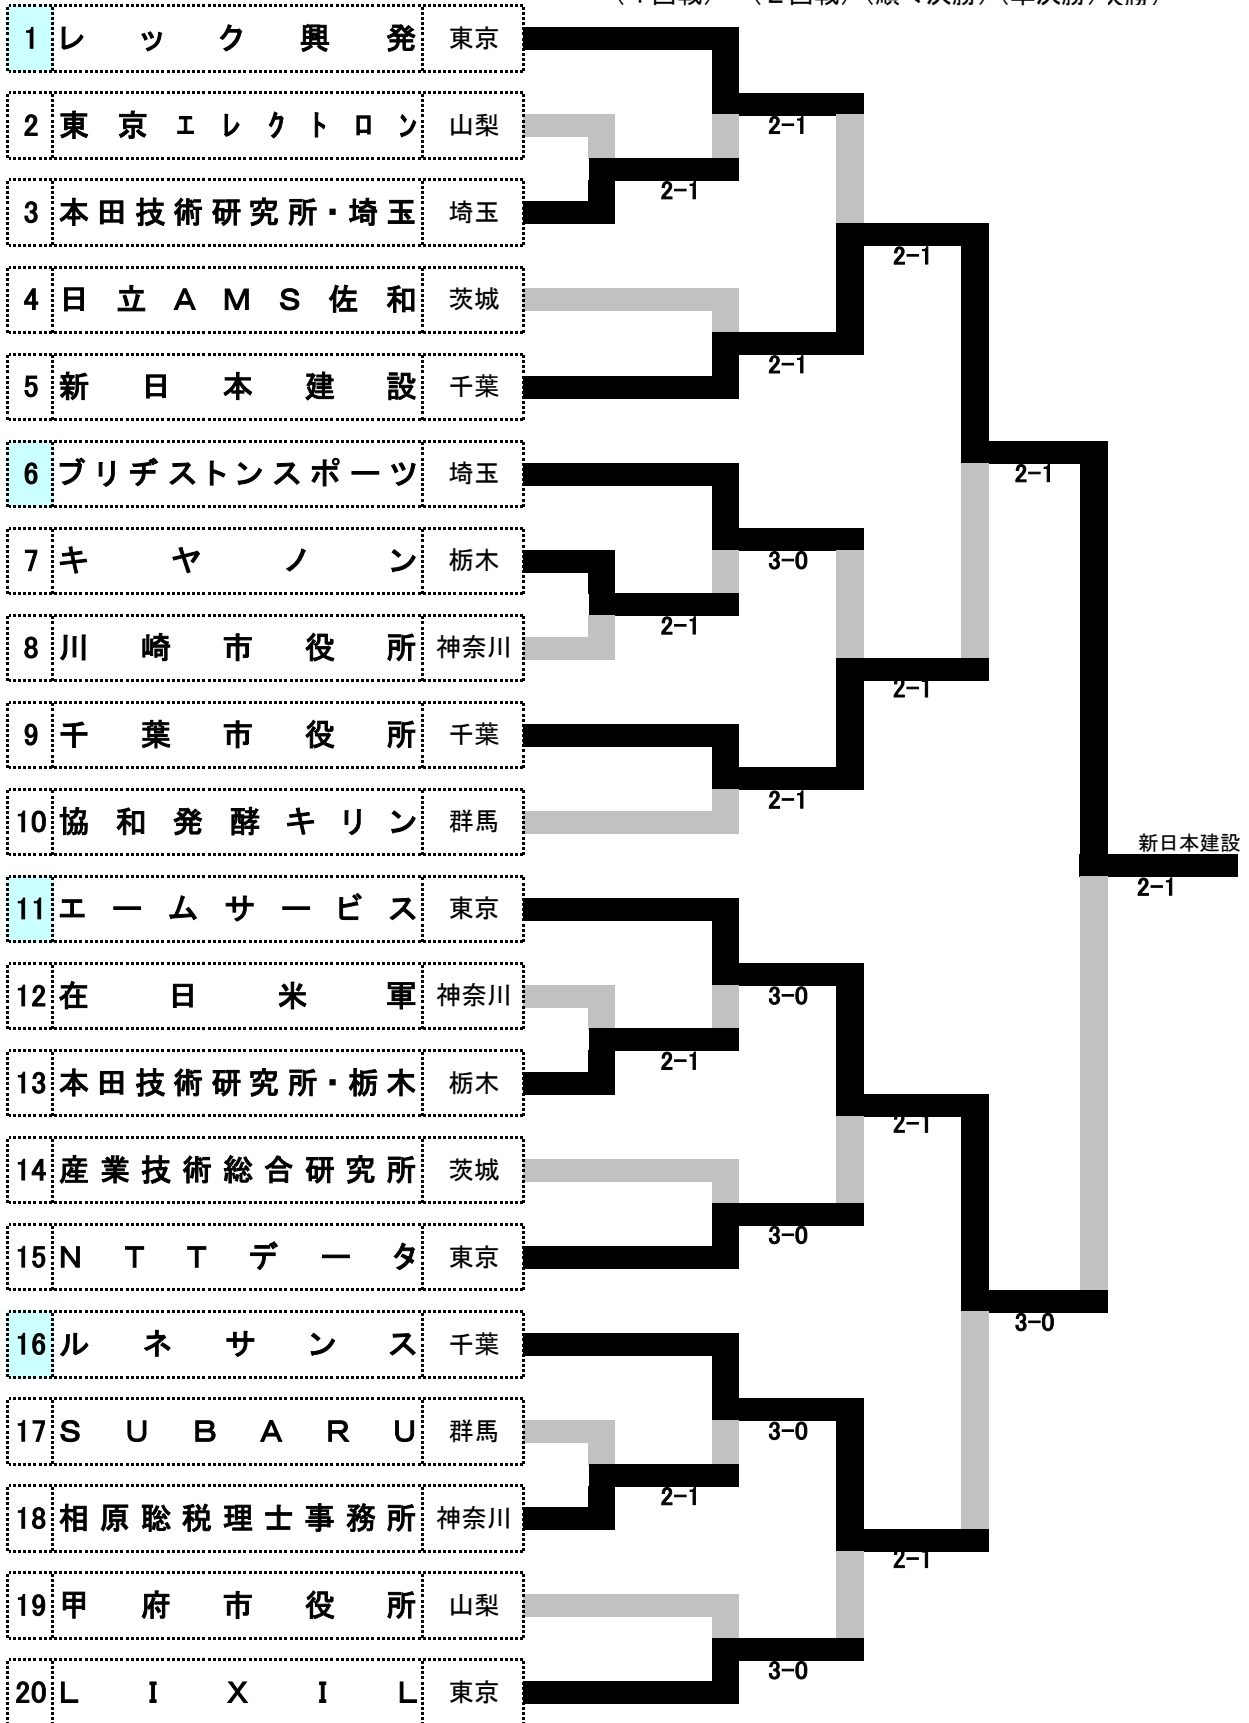 1 レック興発 東京
2-1
2 東京エレクトロン 山梨
2-1
3 本田技術研究所・埼玉 埼玉
2-1
4 日立AMS佐和 茨城
2-1
5 新日本建設 千葉
6 ブリヂストンスポーツ 埼玉
2-1
7 キヤノン 栃木
3-0
2-1
8 川崎市役所 神奈川
2-1
9 千葉市役所 千葉
2-1
10 協和発酵キリン 群馬
新日本建設
2-1
11 エームサービス 東京
12 在日米軍 神奈川
3-0
2-1
13 本田技術研究所・栃木 栃木
2-1
14 産業技術総合研究所 茨城
3-0
15 NTTデータ 東京
3-0
16 ルネサンス 千葉
17 SUBARU 群馬
3-0
2-1
18 相原聡税理士事務所 神奈川
2-1
19 甲府市役所 山梨
3-0
20 LIXIL 東京